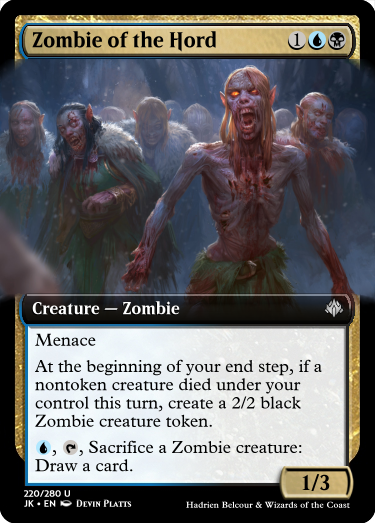 Zombie of the Hord 1
Creature — Zombie
Menace
At the beginning of your end step, if a
nontoken creature died under your
control this turn, create a 2/2 black
Zombie creature token.
, , Sacrifice a Zombie creature:
Draw a card.
1/3
220/280 U
JK • EN Devin Platts Hadrien Belcour & Wizards of the Coast